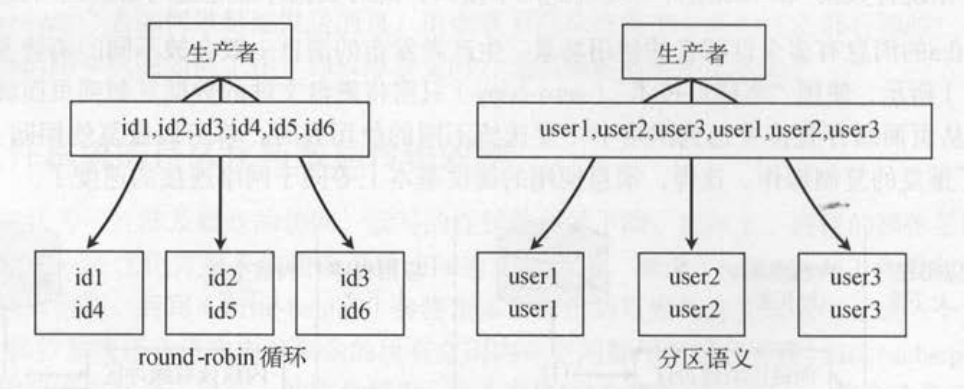 生产者
id1,id2,id3,id4,id5,id6
id1
id4
id2
id5
id3
id6
round-robin 循环
生产者
user1,user2,user3,user1,user2,user3
user1
user1
user2
user2
user3
user3
分区语义